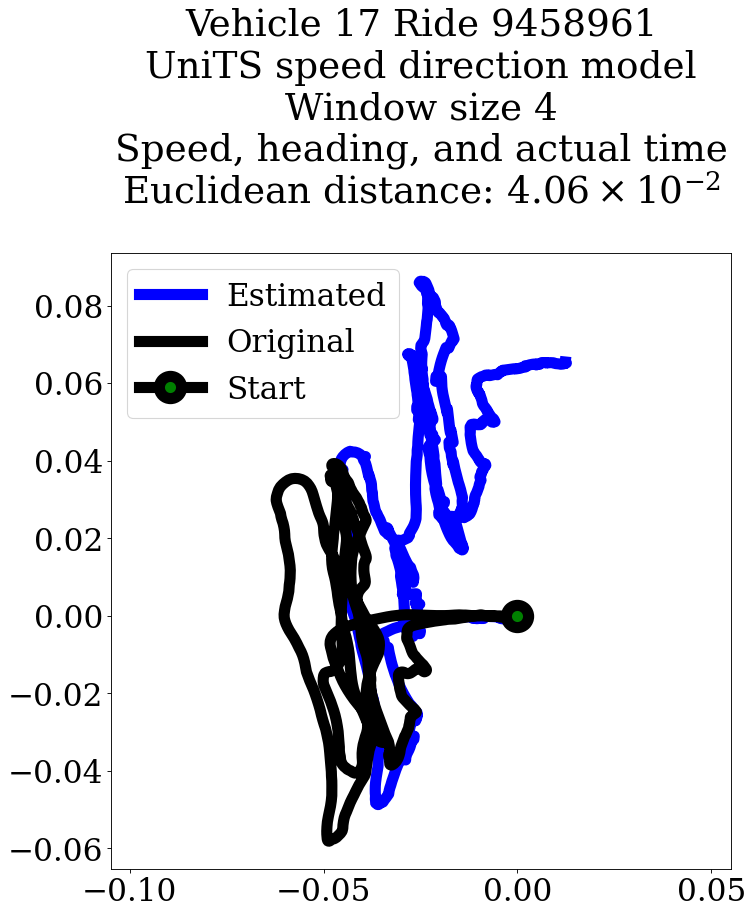 Vehicle 17 Ride 9458961
UniTS speed direction model
Window size 4
Speed, heading, and actual time
Euclidean distance: 4.06 × 10⁻²
Estimated
Original
Start
0.08
0.06
0.04
0.02
0.00
−0.02
−0.04
−0.06
−0.10
−0.05
0.00
0.05